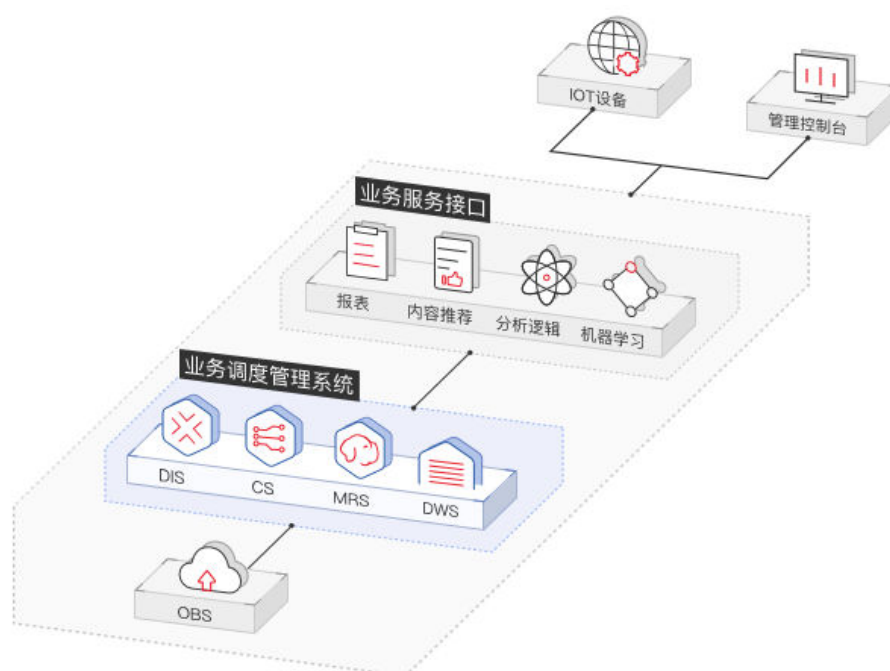 IOT设备
管理控制台
业务服务接口
报表
内容推荐
分析逻辑
机器学习
业务调度管理系统
DIS
CS
MRS
DWS
OBS